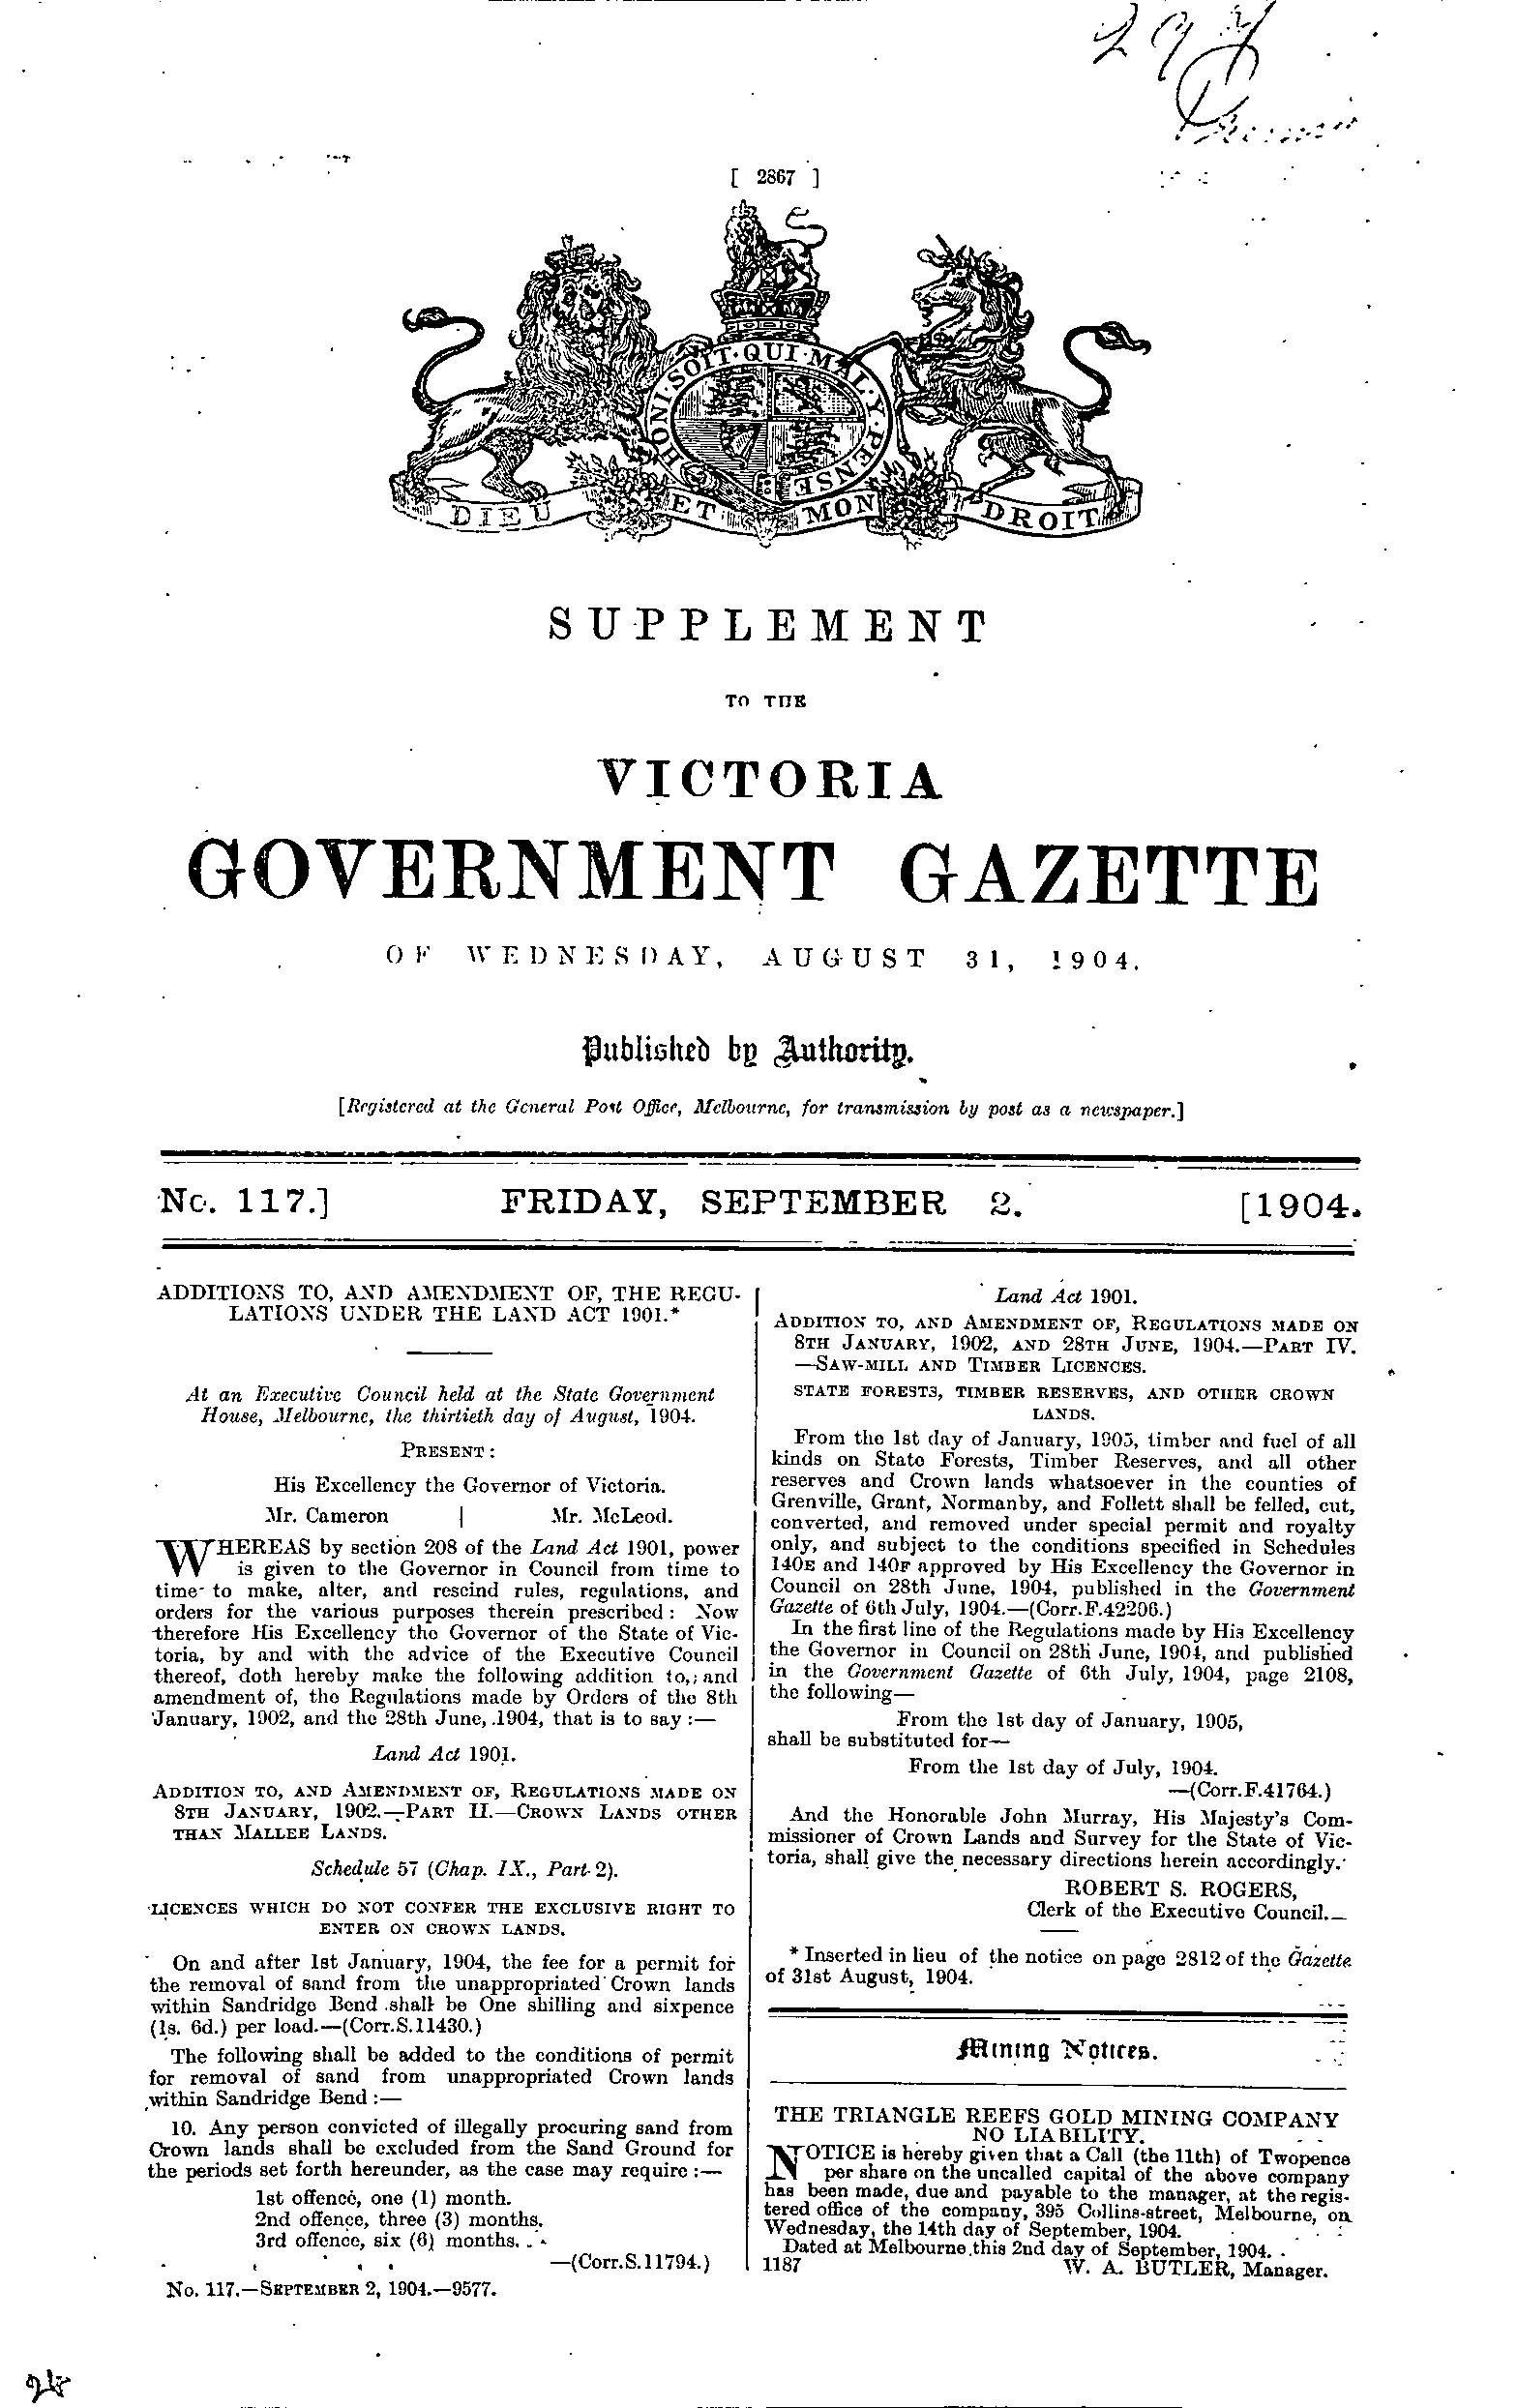 297
[ 2867 ]
HONI·SOIT·QUI·MAL·Y·PENSE
DIEU ET MON DROIT
SUPPLEMENT
TO THE
VICTORIA
GOVERNMENT GAZETTE
OF WEDNESDAY, AUGUST 31, 1904.
Published by Authority.
[Registered at the General Post Office, Melbourne, for transmission by post as a newspaper.]
No. 117.] FRIDAY, SEPTEMBER 2. [1904.
ADDITIONS TO, AND AMENDMENT OF, THE REGU-
LATIONS UNDER THE LAND ACT 1901.*
At an Executive Council held at the State Government
House, Melbourne, the thirtieth day of August, 1904.
PRESENT:
His Excellency the Governor of Victoria.
Mr. Cameron | Mr. McLeod.
WHEREAS by section 208 of the Land Act 1901, power
is given to the Governor in Council from time to
time to make, alter, and rescind rules, regulations, and
orders for the various purposes therein prescribed: Now
therefore His Excellency the Governor of the State of Vic-
toria, by and with the advice of the Executive Council
thereof, doth hereby make the following addition to, and
amendment of, the Regulations made by Orders of the 8th
January, 1902, and the 28th June, 1904, that is to say:—
Land Act 1901.
ADDITION TO, AND AMENDMENT OF, REGULATIONS MADE ON
8TH JANUARY, 1902.—PART II.—CROWN LANDS OTHER
THAN MALLEE LANDS.
Schedule 57 (Chap. IX., Part 2).
LICENCES WHICH DO NOT CONFER THE EXCLUSIVE RIGHT TO
ENTER ON CROWN LANDS.
On and after 1st January, 1904, the fee for a permit for
the removal of sand from the unappropriated Crown lands
within Sandridge Bend shall be One shilling and sixpence
(1s. 6d.) per load.—(Corr.S.11430.)
The following shall be added to the conditions of permit
for removal of sand from unappropriated Crown lands
within Sandridge Bend:—
10. Any person convicted of illegally procuring sand from
Crown lands shall be excluded from the Sand Ground for
the periods set forth hereunder, as the case may require:—
1st offence, one (1) month.
2nd offence, three (3) months.
3rd offence, six (6) months.
—(Corr.S.11794.)
No. 117.—SEPTEMBER 2, 1904.—9577.
Land Act 1901.
ADDITION TO, AND AMENDMENT OF, REGULATIONS MADE ON
8TH JANUARY, 1902, AND 28TH JUNE, 1904.—PART IV.
—SAW-MILL AND TIMBER LICENCES.
STATE FORESTS, TIMBER RESERVES, AND OTHER CROWN
LANDS.
From the 1st day of January, 1905, timber and fuel of all
kinds on State Forests, Timber Reserves, and all other
reserves and Crown lands whatsoever in the counties of
Grenville, Grant, Normanby, and Follett shall be felled, cut,
converted, and removed under special permit and royalty
only, and subject to the conditions specified in Schedules
140E and 140F approved by His Excellency the Governor in
Council on 28th June, 1904, published in the Government
Gazette of 6th July, 1904.—(Corr.F.42206.)
In the first line of the Regulations made by His Excellency
the Governor in Council on 28th June, 1904, and published
in the Government Gazette of 6th July, 1904, page 2108,
the following—
From the 1st day of January, 1905,
shall be substituted for—
From the 1st day of July, 1904.
—(Corr.F.41764.)
And the Honorable John Murray, His Majesty's Com-
missioner of Crown Lands and Survey for the State of Vic-
toria, shall give the necessary directions herein accordingly.
ROBERT S. ROGERS,
Clerk of the Executive Council.
* Inserted in lieu of the notice on page 2812 of the Gazette
of 31st August, 1904.
Mining Notices.
THE TRIANGLE REEFS GOLD MINING COMPANY
NO LIABILITY.
NOTICE is hereby given that a Call (the 11th) of Twopence
per share on the uncalled capital of the above company
has been made, due and payable to the manager, at the regis-
tered office of the company, 395 Collins-street, Melbourne, on
Wednesday, the 14th day of September, 1904.
Dated at Melbourne this 2nd day of September, 1904.
1187 W. A. BUTLER, Manager.